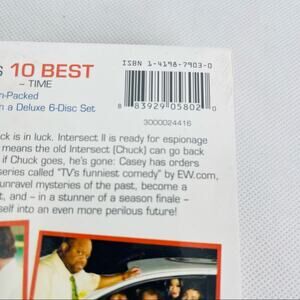 S 10 BEST
– TIME
n-Packed
n a Deluxe 6-Disc Set
ISBN 1-4198-7903-0
8 83929 05802 0
3000024416
ck is in luck. Intersect II is ready for espionage
means the old Intersect (Chuck) can go back
if Chuck goes, he's gone: Casey has orders
series called "TV's funniest comedy" by EW.com,
unravel mysteries of the past, become a
t, and – in a stunner of a season finale –
self into an even more perilous future!